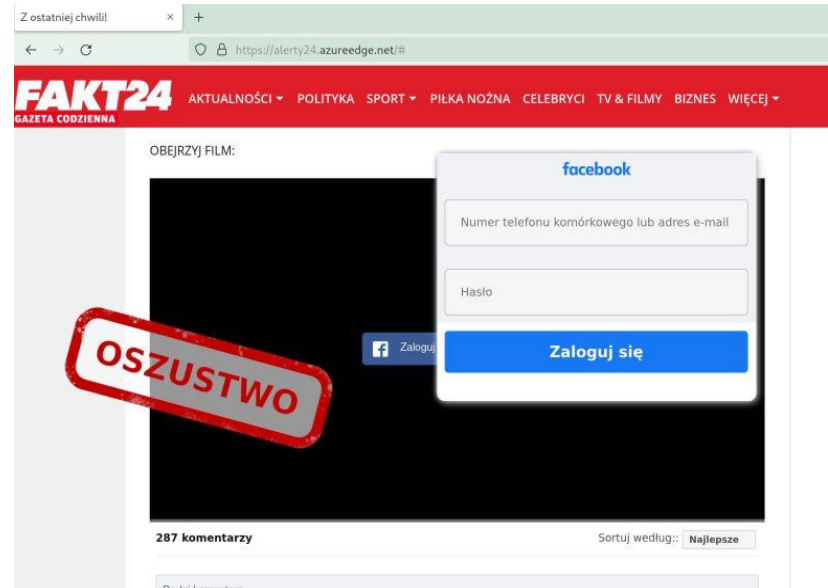 Z ostatniej chwili!
https://alerty24.azureedge.net/#
FAKT24
GAZETA CODZIENNA
AKTUALNOŚCI POLITYKA SPORT PIŁKA NOŻNA CELEBRYCI TV & FILMY BIZNES WIĘCEJ
OBEJRZYJ FILM:
facebook
Numer telefonu komórkowego lub adres e-mail
Hasło
Zaloguj
Zaloguj się
OSZUSTWO
287 komentarzy
Sortuj według:: Najlepsze